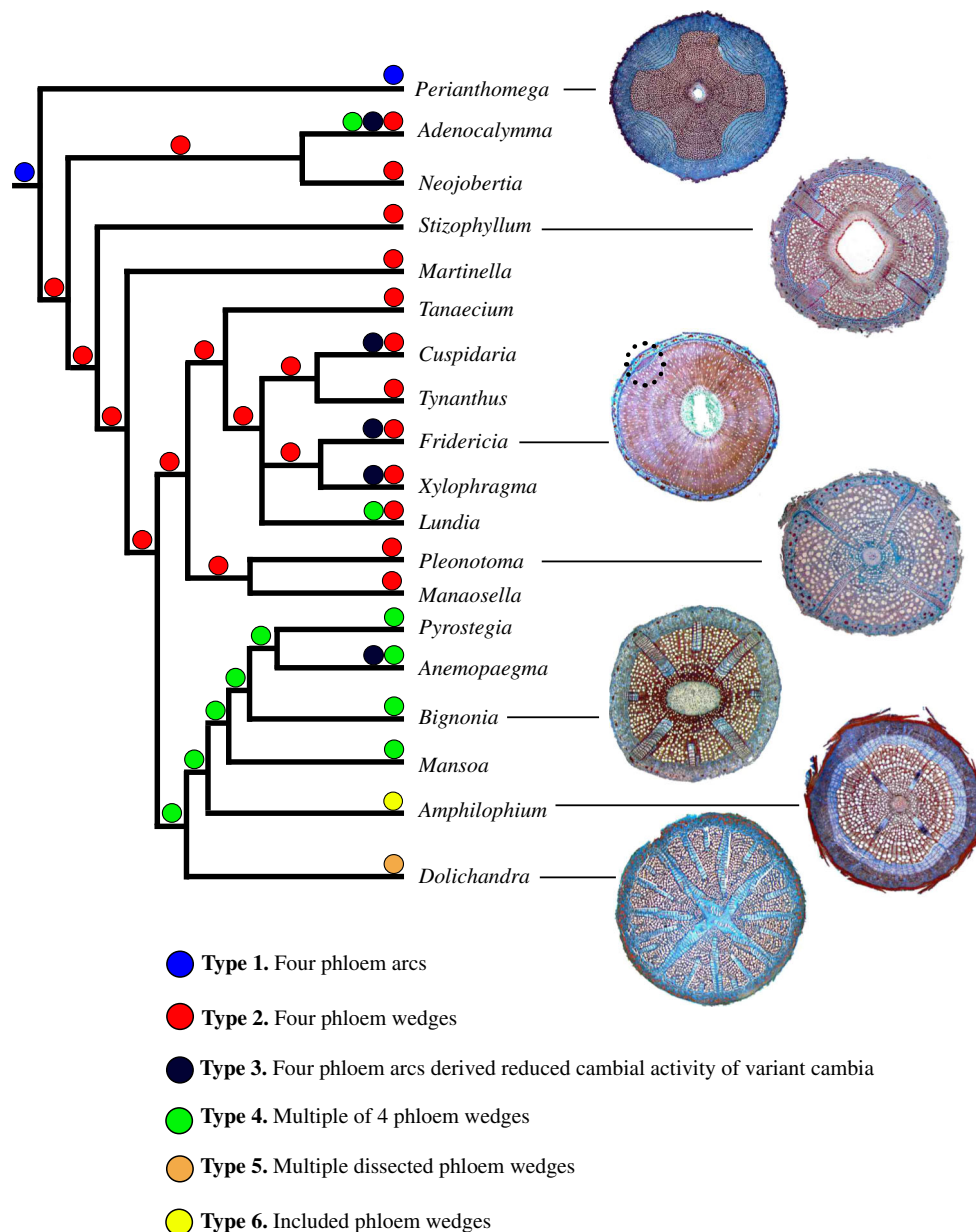 Perianthomega
Adenocalymma
Neojobertia
Stizophyllum
Martinella
Tanaecium
Cuspidaria
Tynanthus
Fridericia
Xylophragma
Lundia
Pleonotoma
Manaosella
Pyrostegia
Anemopaegma
Bignonia
Mansoa
Amphilophium
Dolichandra
Type 1. Four phloem arcs
Type 2. Four phloem wedges
Type 3. Four phloem arcs derived reduced cambial activity of variant cambia
Type 4. Multiple of 4 phloem wedges
Type 5. Multiple dissected phloem wedges
Type 6. Included phloem wedges